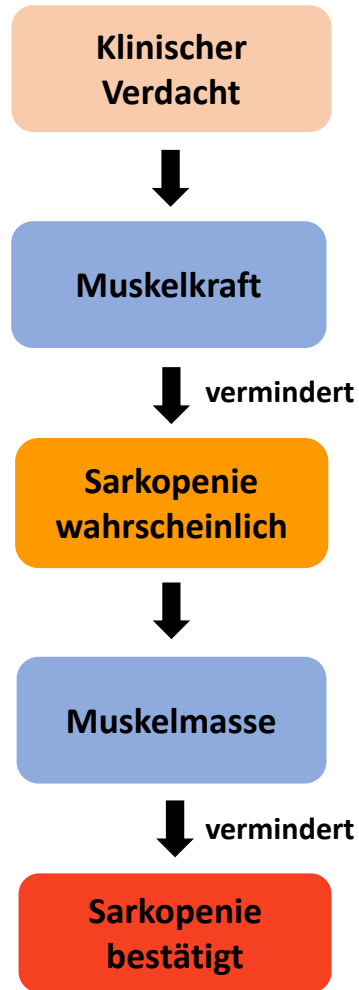 Klinischer
Verdacht
Muskelkraft
vermindert
Sarkopenie
wahrscheinlich
Muskelmasse
vermindert
Sarkopenie
bestätigt